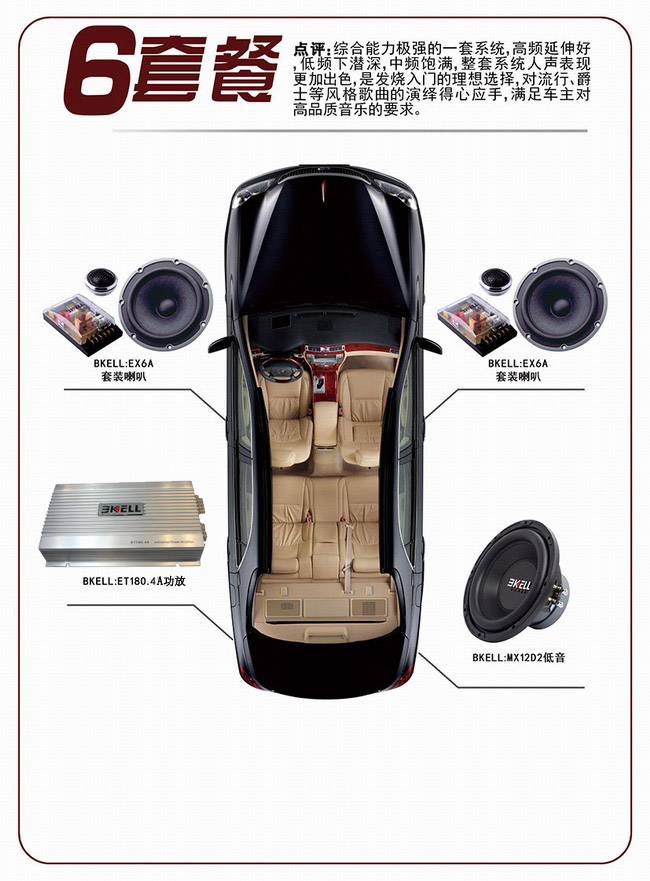 6套餐
点评:综合能力极强的一套系统,高频延伸好
,低频下潜深,中频饱满,整套系统人声表现
更加出色,是发烧入门的理想选择,对流行、爵
士等风格歌曲的演绎得心应手,满足车主对
高品质音乐的要求。
BKELL:EX6A
套装喇叭
BKELL:EX6A
套装喇叭
BKELL
ET180.4A
BKELL:ET180.4A功放
BKELL
BKELL:MX12D2低音